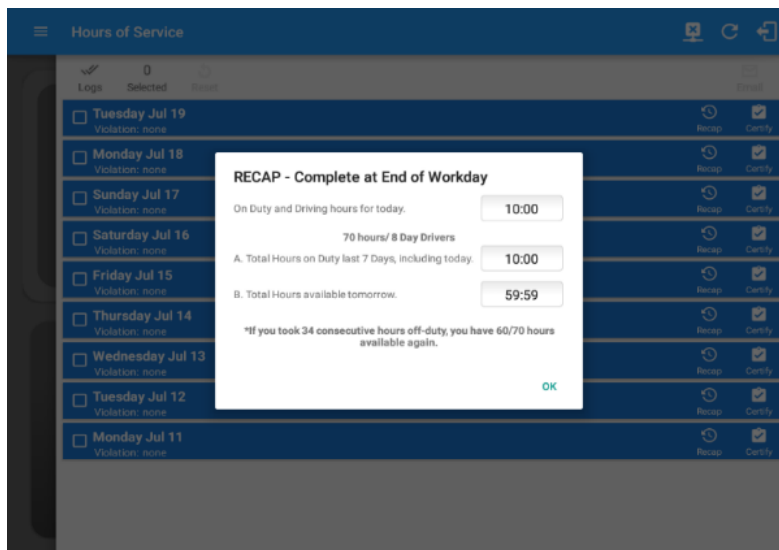 Hours of Service
Logs
0
Selected
Reset
Email
Tuesday Jul 19
Violation: none
Recap
Certify
Monday Jul 18
Violation: none
Recap
Certify
Sunday Jul 17
Violation: none
Recap
Certify
Saturday Jul 16
Violation: none
Recap
Certify
Friday Jul 15
Violation: none
Recap
Certify
Thursday Jul 14
Violation: none
Recap
Certify
Wednesday Jul 13
Violation: none
Recap
Certify
Tuesday Jul 12
Violation: none
Recap
Certify
Monday Jul 11
Violation: none
Recap
Certify
RECAP - Complete at End of Workday
On Duty and Driving hours for today.
10:00
70 hours/ 8 Day Drivers
A. Total Hours on Duty last 7 Days, including today.
10:00
B. Total Hours available tomorrow.
59:59
*If you took 34 consecutive hours off-duty, you have 60/70 hours
available again.
OK